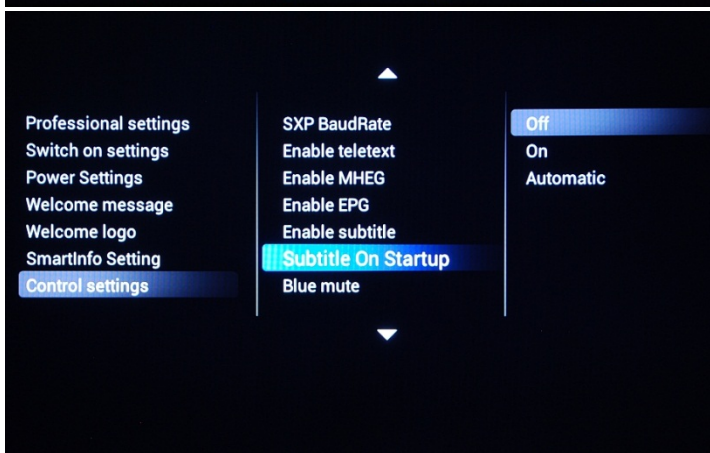 Professional settings
Switch on settings
Power Settings
Welcome message
Welcome logo
SmartInfo Setting
Control settings
SXP BaudRate
Enable teletext
Enable MHEG
Enable EPG
Enable subtitle
Subtitle On Startup
Blue mute
Off
On
Automatic